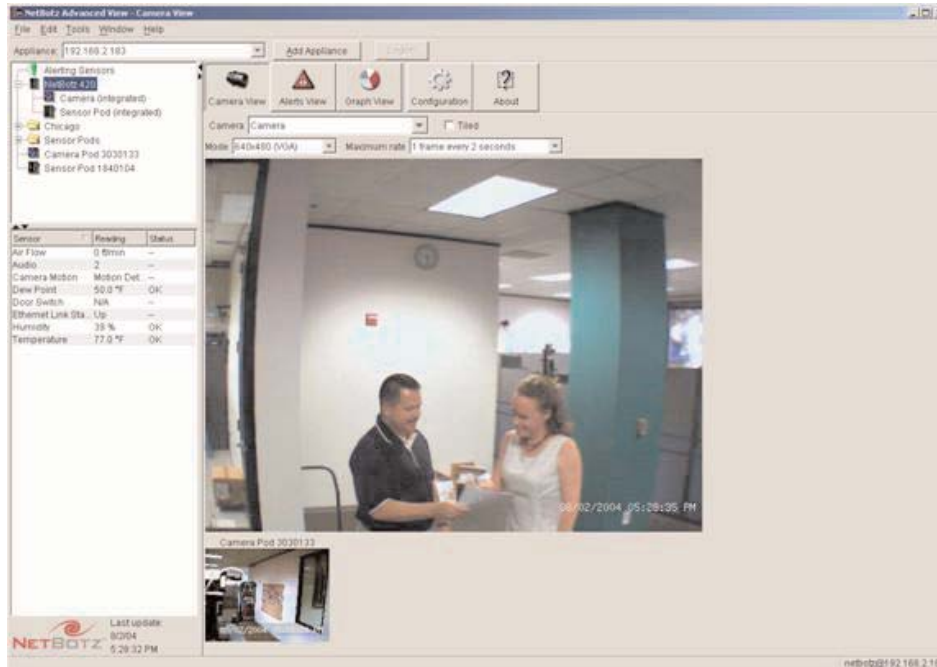 NetBotz Advanced View - Camera View
File Edit Tools Window Help
Appliance: 192.168.2.183 Add Appliance
Alerting Sensors
NetBotz 420
Camera (integrated)
Sensor Pod (integrated)
Chicago
Sensor Pods
Camera Pod 3030133
Sensor Pod 1840104
Camera View Alerts View Graph View Configuration About
Camera Camera Tiled
Mode 640x480 (VGA) Maximum rate 1 frame every 2 seconds
Sensor Reading Status
Air Flow 0 ft/min --
Audio 2 --
Camera Motion Motion Det... --
Dew Point 50.0 °F OK
Door Switch N/A --
Ethernet Link Sta... Up --
Humidity 39 % OK
Temperature 77.0 °F OK
/02/2004 05:28:35 PM
Camera Pod 3030133
NETBOTZ
Last update:
8/2/04
5:28:32 PM
netbotz@192.168.2.18